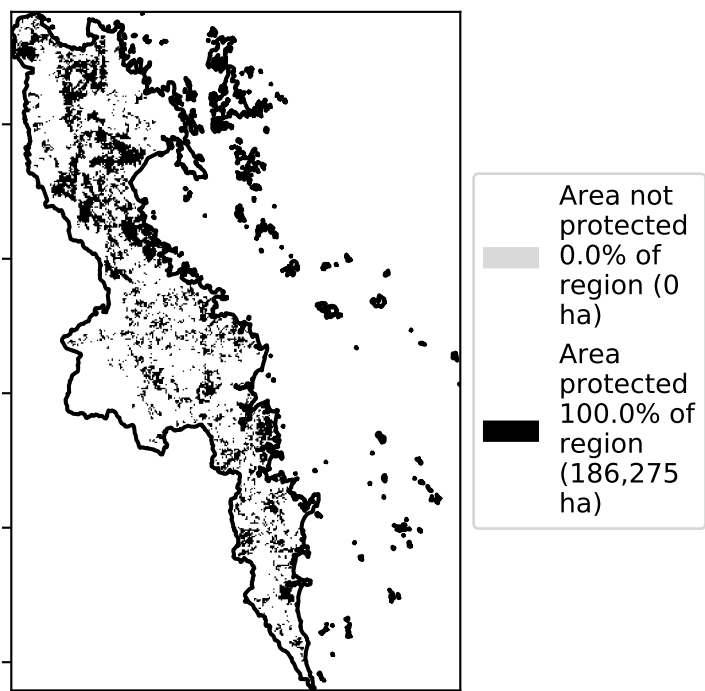 Area not
protected
0.0% of
region (0
ha)
Area
protected
100.0% of
region
(186,275
ha)